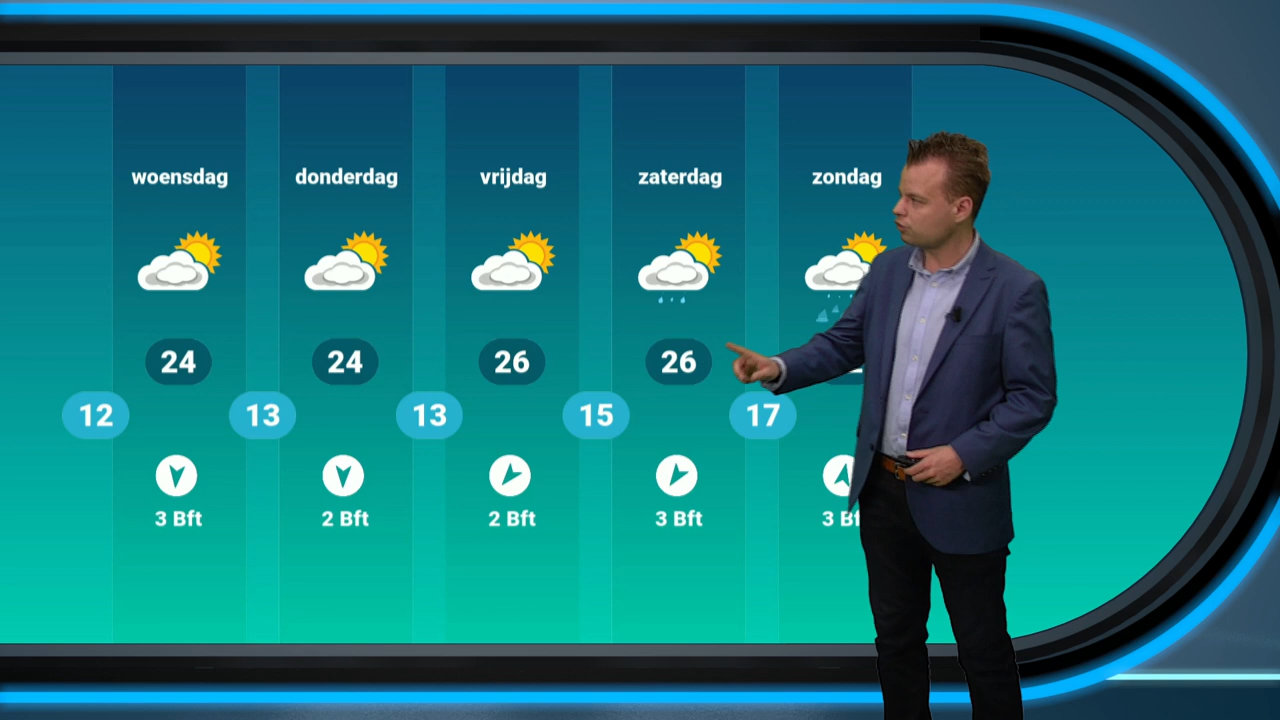 woensdag donderdag vrijdag zaterdag zondag
24 24 26 26
12 13 13 15 17
3 Bft 2 Bft 2 Bft 3 Bft 3